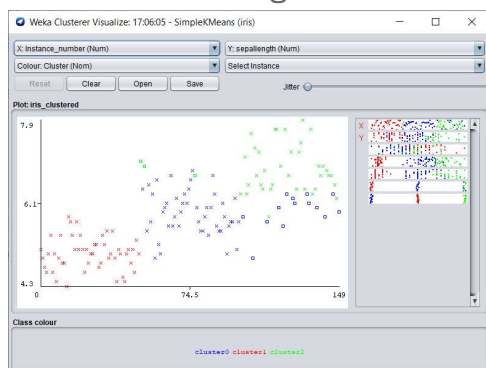 Weka Clusterer Visualize: 17:06:05 - SimpleKMeans (iris)
X: Instance_number (Num) Y: sepallength (Num)
Colour: Cluster (Nom) Select Instance
Reset Clear Open Save Jitter
Plot: iris_clustered
7.9
X
Y
6.1
4.3
0 74.5 149
Class colour
cluster0 cluster1 cluster2